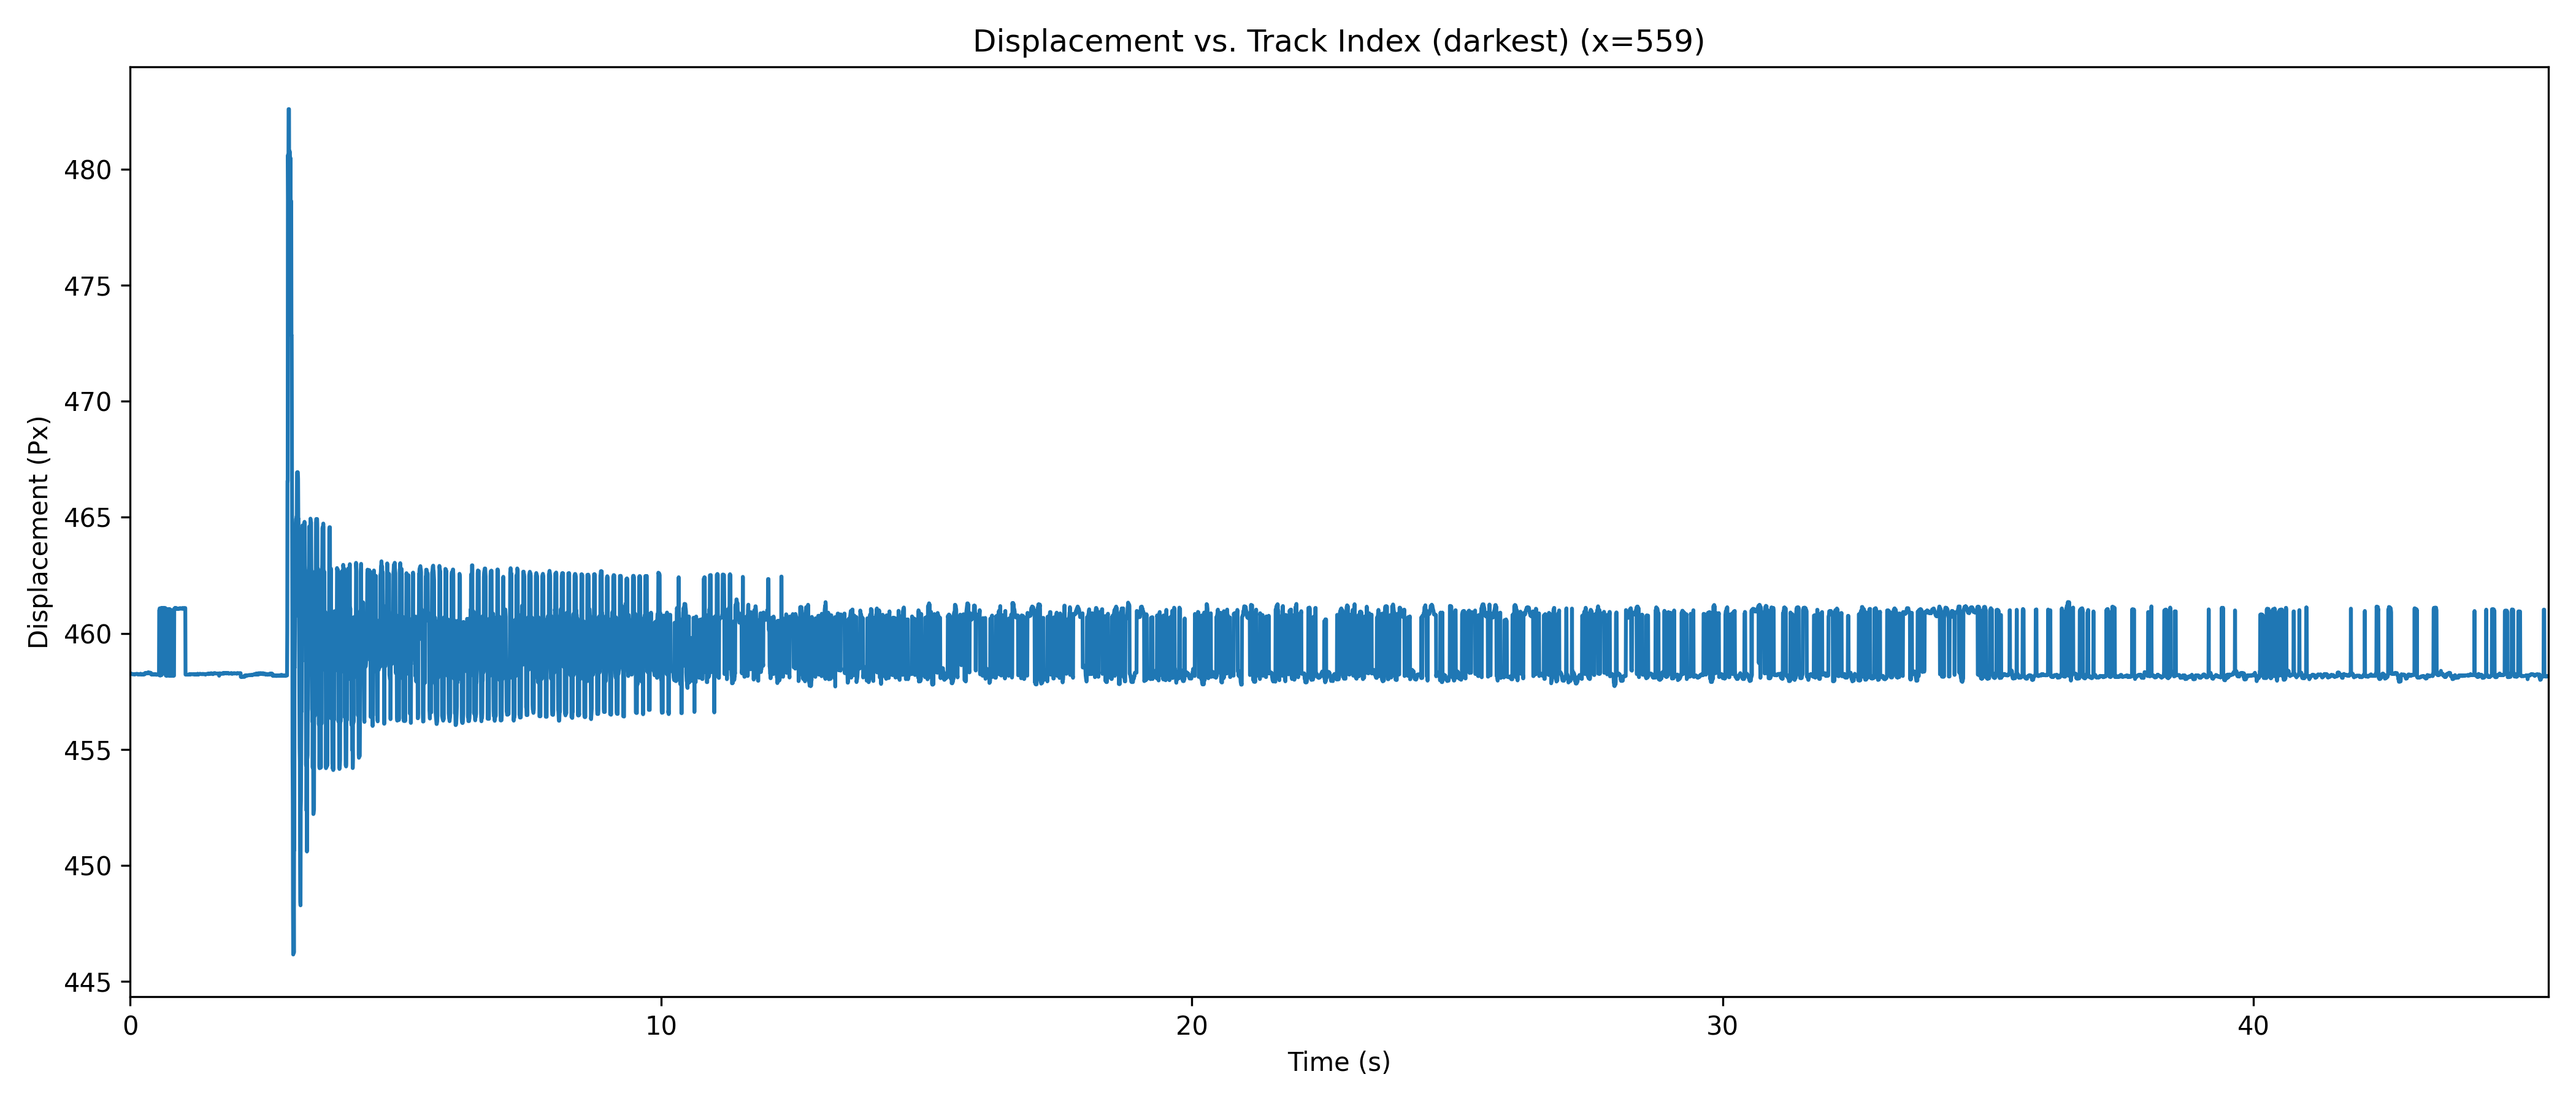 Displacement vs. Track Index (darkest) (x=559)
Displacement (Px)
480
475
470
465
460
455
450
445
0 10 20 30 40
Time (s)